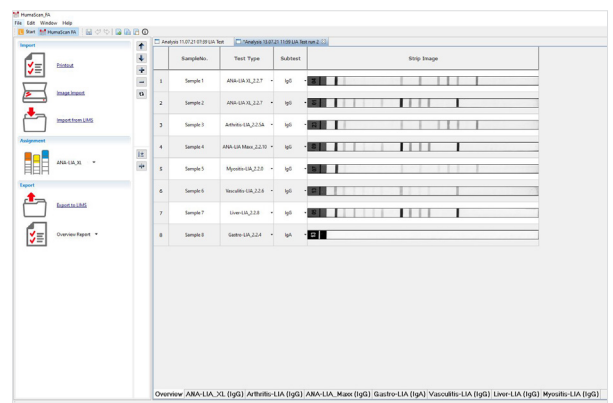 HumaScan_FA
File Edit Window Help
Start HumaScan FA
Analysis 11.07.21 07:09 LIA Test
*Analysis 13.07.21 11:09 LIA Test run 2
Import
Printout
Image Import
Import from LIMS
Assignment
ANA-LIA_XL
Export
Export to LIMS
Overview Report
SampleNo. Test Type Subtest Strip Image
1 Sample 1 ANA-LIA XL_2.2.7 IgG
2 Sample 2 ANA-LIA XL_2.2.7 IgG
3 Sample 3 Arthritis-LIA_2.2.5A IgG
4 Sample 4 ANA-LIA Maxx_2.2.10 IgG
5 Sample 5 Myositis-LIA_2.2.0 IgG
6 Sample 6 Vasculitis-LIA_2.2.6 IgG
7 Sample 7 Liver-LIA_2.2.8 IgG
8 Sample 8 Gastro-LIA_2.2.4 IgA
Overview ANA-LIA_XL (IgG) Arthritis-LIA (IgG) ANA-LIA_Maxx (IgG) Gastro-LIA (IgA) Vasculitis-LIA (IgG) Liver-LIA (IgG) Myositis-LIA (IgG)